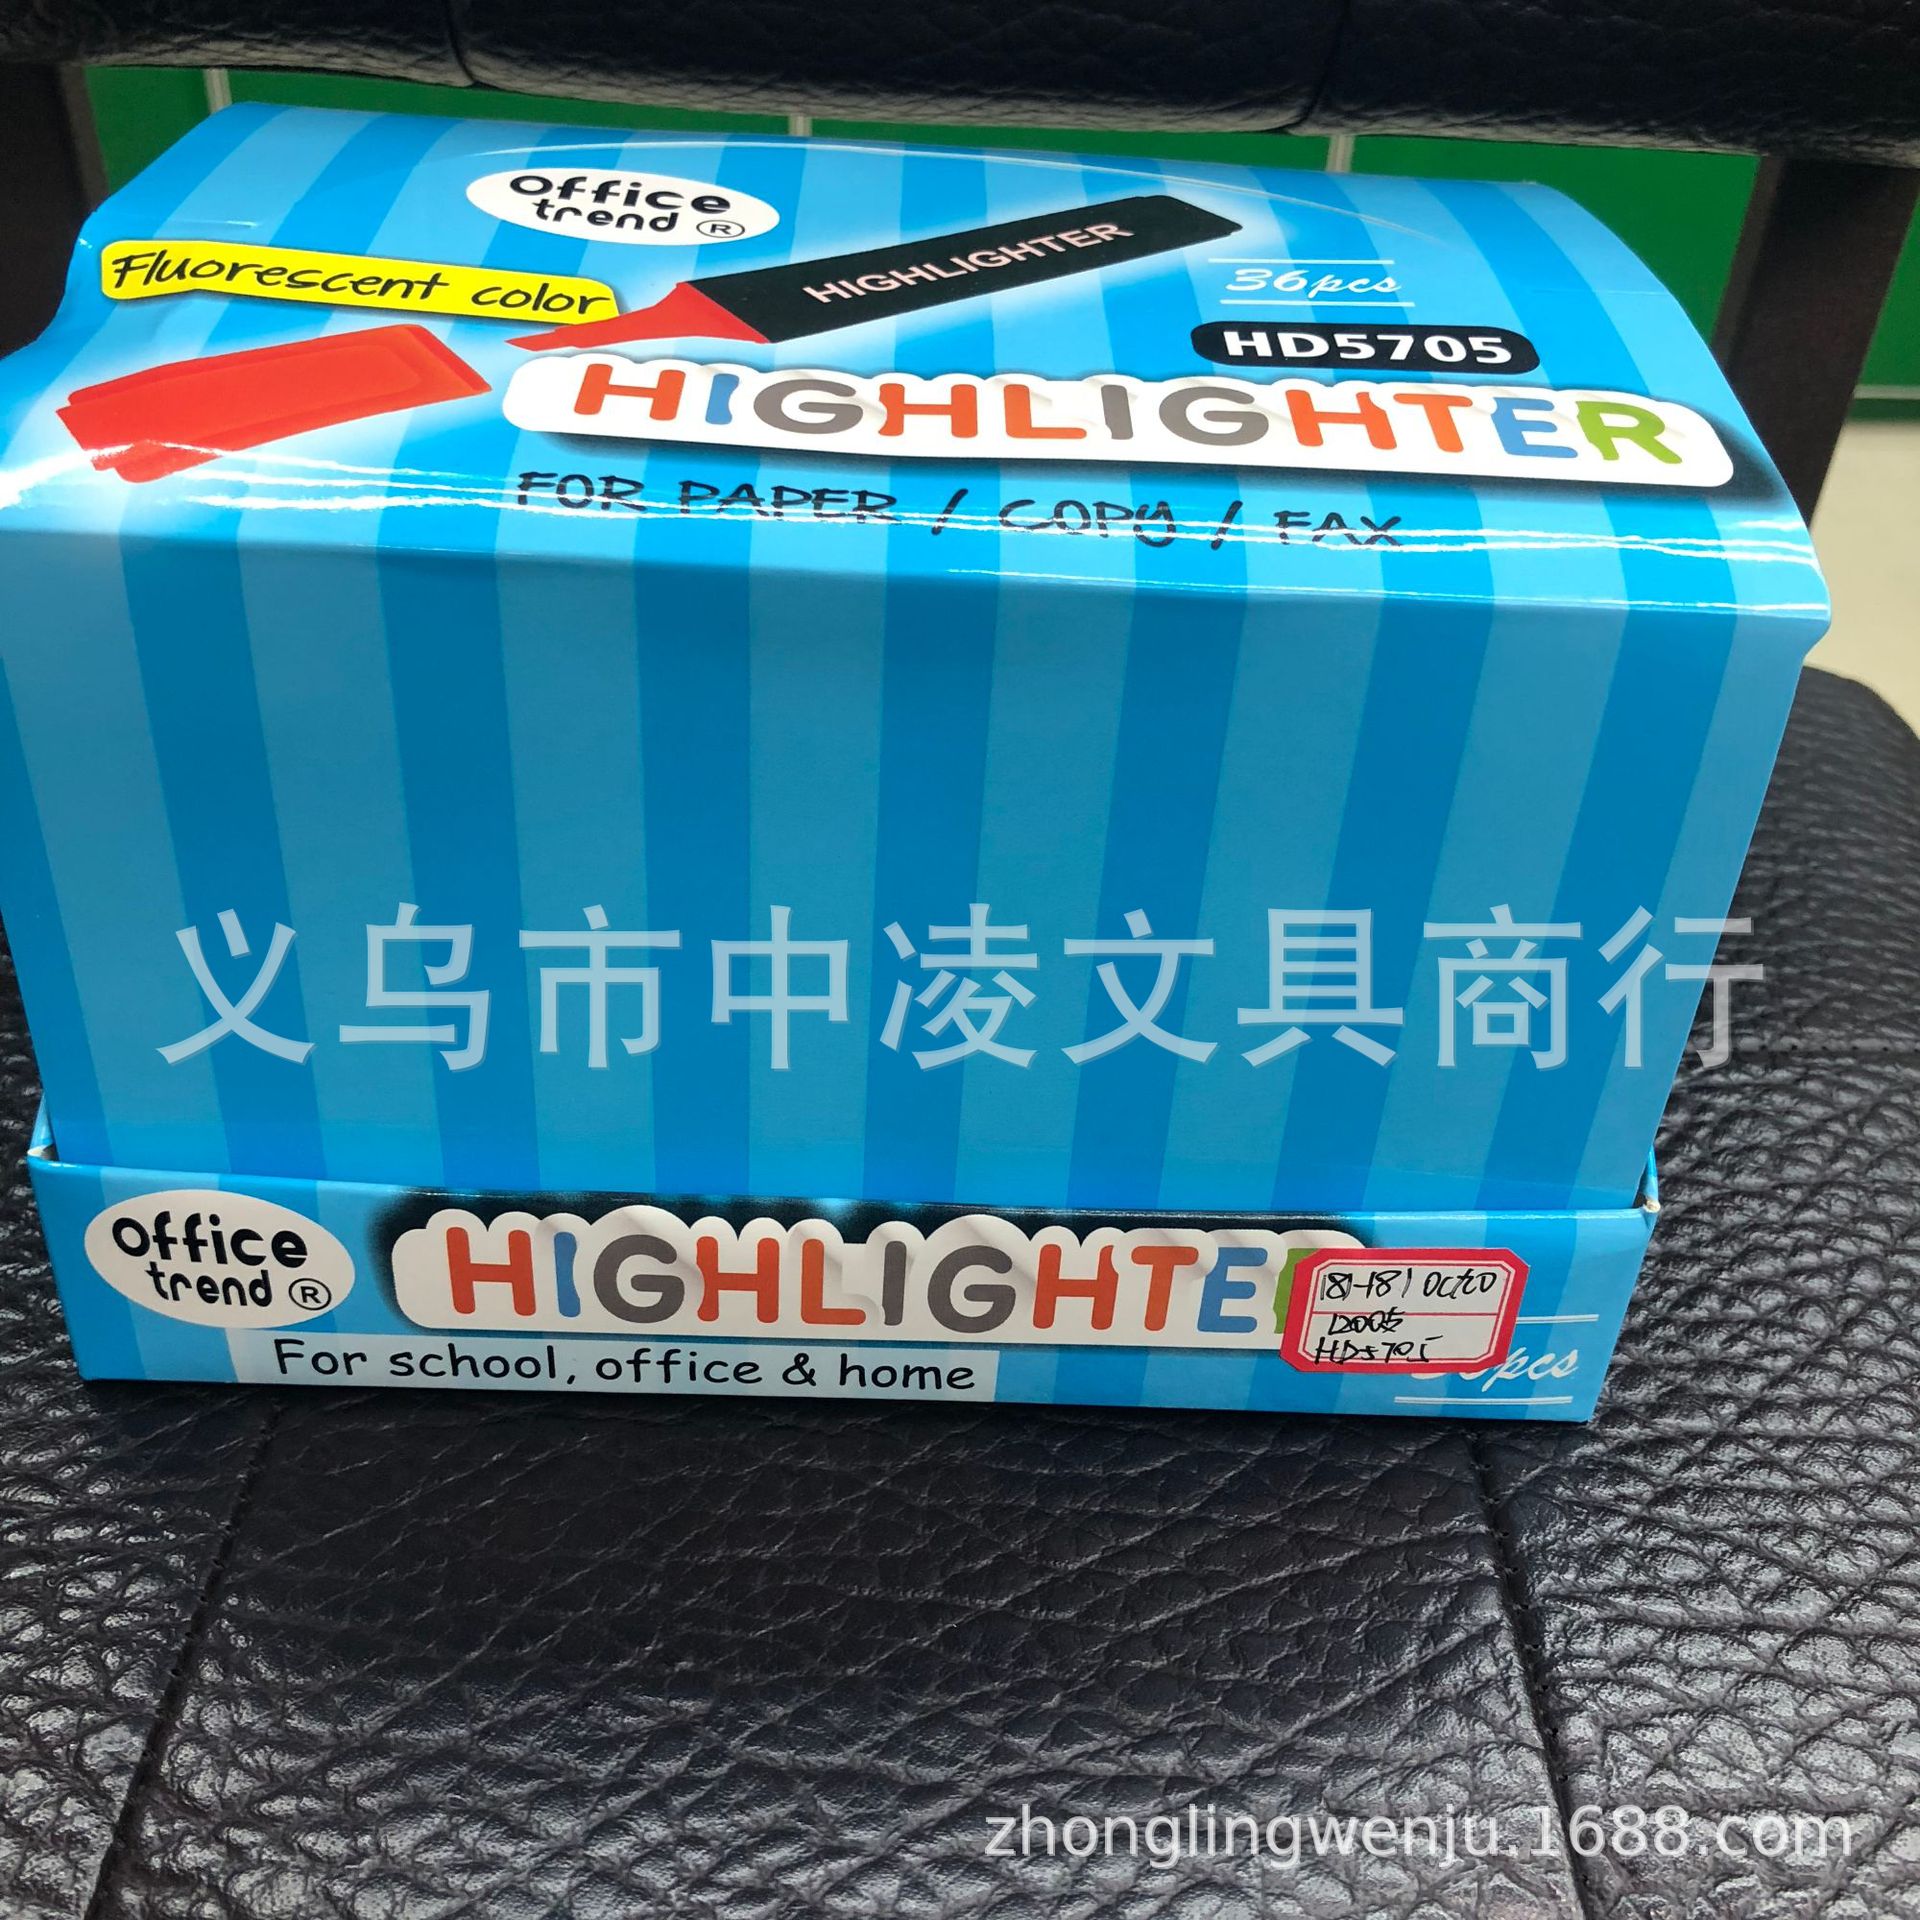 Office
trend ®
Fluorescent color
HIGHLIGHTER
36pcs
HD5705
HIGHLIGHTER
FOR PAPER / COPY / FAX
义乌市中凌文具商行
Office
trend ®
HIGHLIGHTE
For school, office & home
HD5705
pcs
zhonglingwenju.1688.com